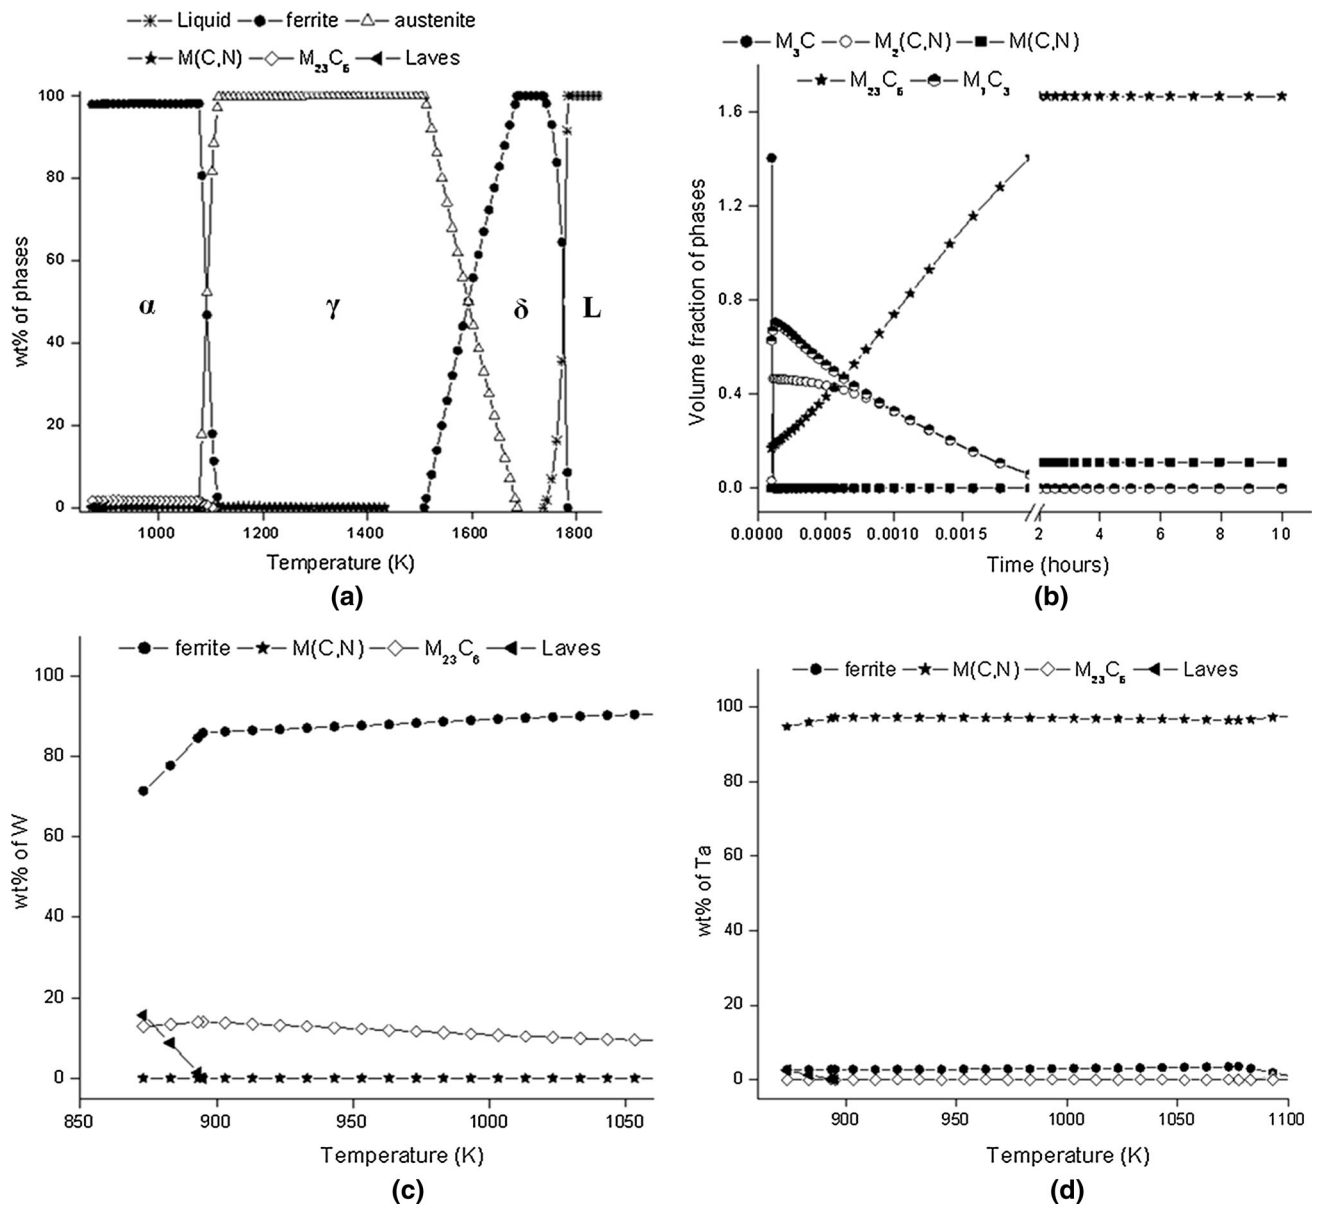 Liquid ferrite austenite
M(C,N) M23C6 Laves
100
80
60
40
20
0
wt% of phases
α γ δ L
1000 1200 1400 1600 1800
Temperature (K)
(a)
M3C M2(C,N) M(C,N)
M23C6 M7C3
1.6
1.2
0.8
0.4
0.0
Volume fraction of phases
0.0000 0.0005 0.0010 0.0015 2 4 6 8 10
Time (hours)
(b)
ferrite M(C,N) M23C6 Laves
100
80
60
40
20
0
wt% of W
850 900 950 1000 1050
Temperature (K)
(c)
ferrite M(C,N) M23C6 Laves
100
80
60
40
20
0
wt% of Ta
900 950 1000 1050 1100
Temperature (K)
(d)